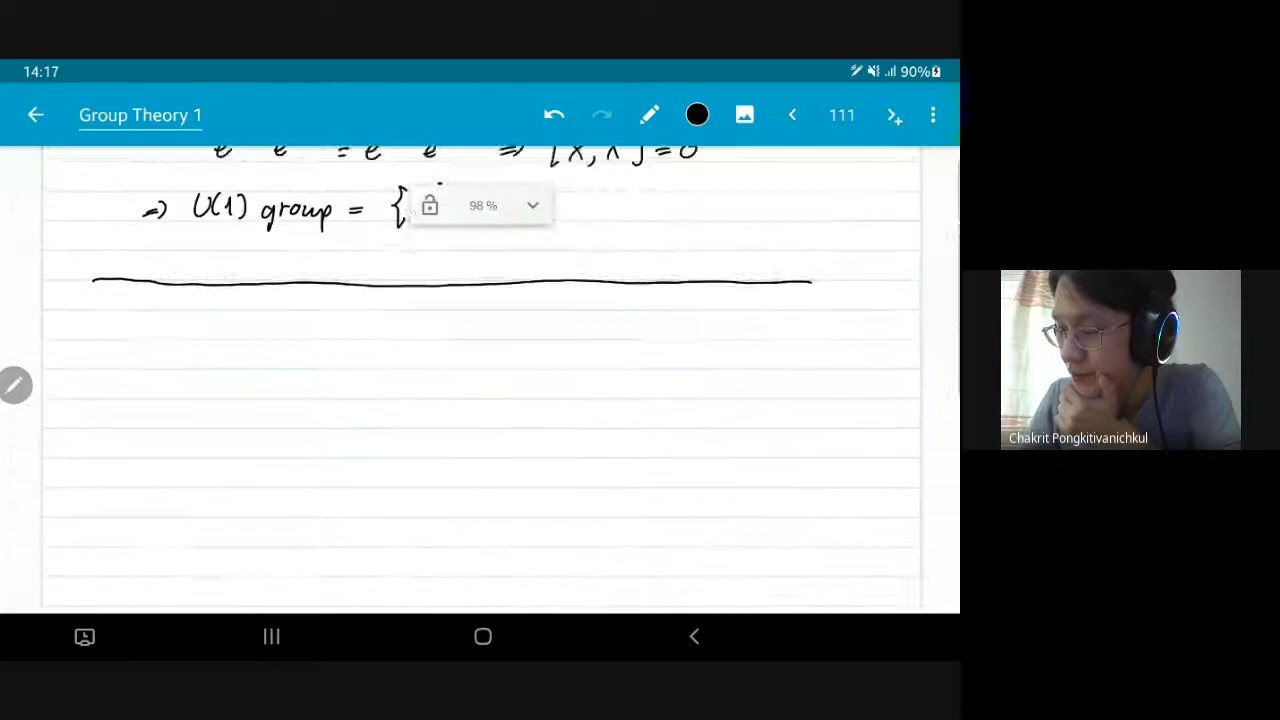 14:17
90%
Group Theory 1
111
e e = e e ⇒ [X, X] = 0
⇒ U(1) group = {
98 %
Chakrit Pongkitivanichkul